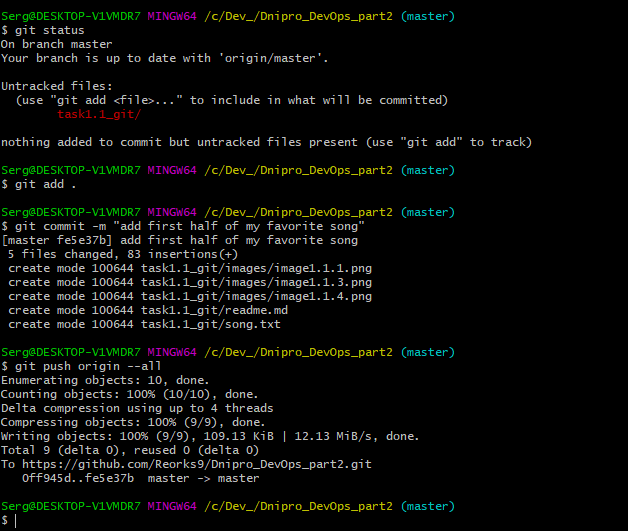 Serg@DESKTOP-V1VMDR7 MINGW64 /c/Dev_/Dnipro_DevOps_part2 (master)
$ git status
On branch master
Your branch is up to date with 'origin/master'.
Untracked files:
(use "git add <file>..." to include in what will be committed)
task1.1_git/
nothing added to commit but untracked files present (use "git add" to track)
Serg@DESKTOP-V1VMDR7 MINGW64 /c/Dev_/Dnipro_DevOps_part2 (master)
$ git add .
Serg@DESKTOP-V1VMDR7 MINGW64 /c/Dev_/Dnipro_DevOps_part2 (master)
$ git commit -m "add first half of my favorite song"
[master fe5e37b] add first half of my favorite song
5 files changed, 83 insertions(+)
create mode 100644 task1.1_git/images/image1.1.1.png
create mode 100644 task1.1_git/images/image1.1.3.png
create mode 100644 task1.1_git/images/image1.1.4.png
create mode 100644 task1.1_git/readme.md
create mode 100644 task1.1_git/song.txt
Serg@DESKTOP-V1VMDR7 MINGW64 /c/Dev_/Dnipro_DevOps_part2 (master)
$ git push origin --all
Enumerating objects: 10, done.
Counting objects: 100% (10/10), done.
Delta compression using up to 4 threads
Compressing objects: 100% (9/9), done.
Writing objects: 100% (9/9), 109.13 KiB | 12.13 MiB/s, done.
Total 9 (delta 0), reused 0 (delta 0)
To https://github.com/Reorks9/Dnipro_DevOps_part2.git
0ff945d..fe5e37b  master -> master
Serg@DESKTOP-V1VMDR7 MINGW64 /c/Dev_/Dnipro_DevOps_part2 (master)
$